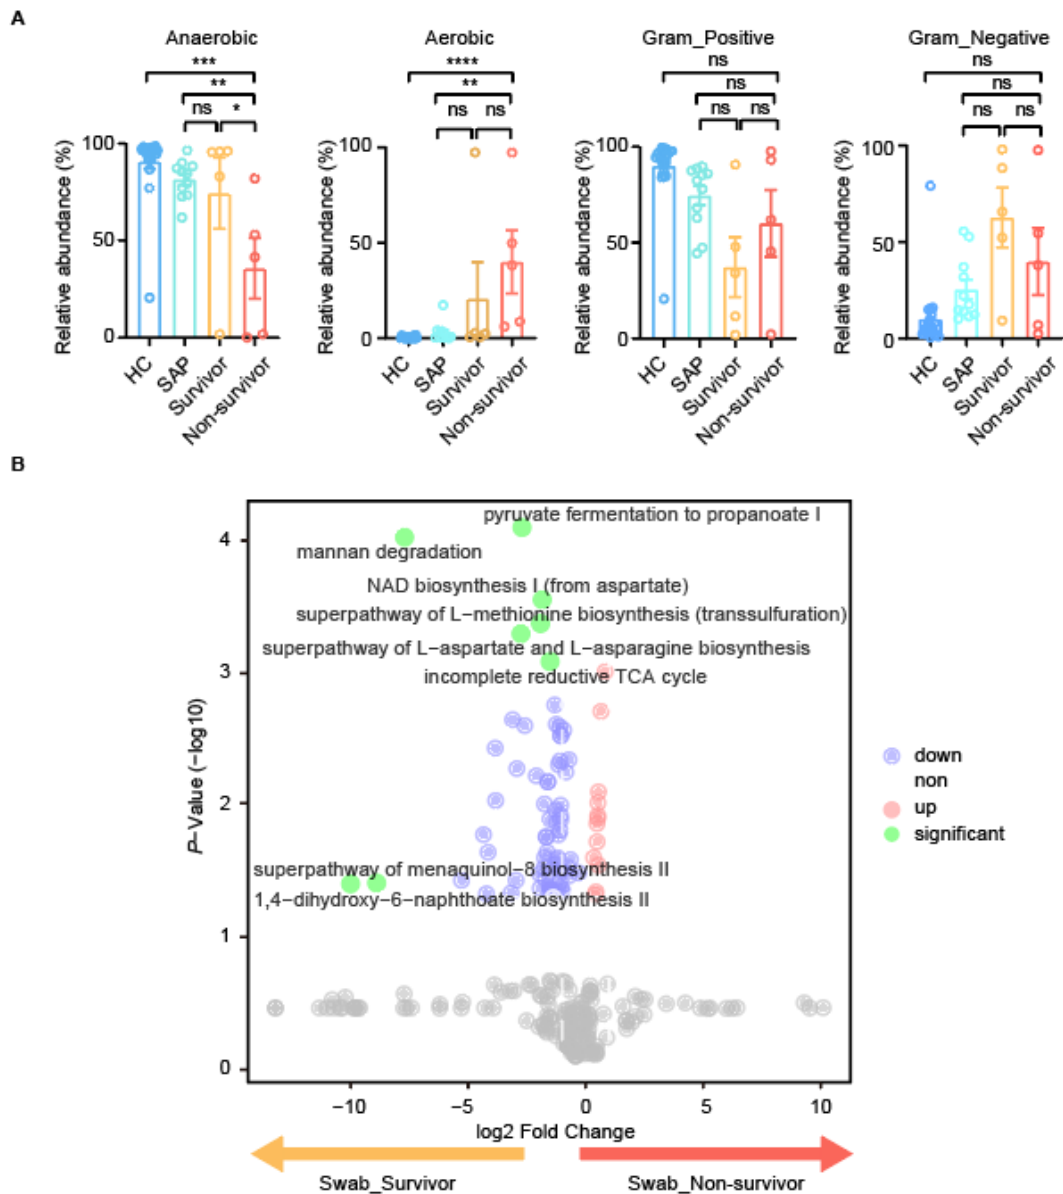 A
Anaerobic
***
**
ns *
Relative abundance (%)
100
50
0
HC
SAP
Survivor
Non-survivor
Aerobic
****
**
ns ns
Relative abundance (%)
100
50
0
HC
SAP
Survivor
Non-survivor
Gram_Positive
ns
ns
ns ns
Relative abundance (%)
100
50
0
HC
SAP
Survivor
Non-survivor
Gram_Negative
ns
ns
ns ns
Relative abundance (%)
100
50
0
HC
SAP
Survivor
Non-survivor
B
pyruvate fermentation to propanoate I
mannan degradation
NAD biosynthesis I (from aspartate)
superpathway of L−methionine biosynthesis (transsulfuration)
superpathway of L−aspartate and L−asparagine biosynthesis
incomplete reductive TCA cycle
superpathway of menaquinol−8 biosynthesis II
1,4−dihydroxy−6−naphthoate biosynthesis II
P−Value (−log10)
4
3
2
1
0
−10 −5 0 5 10
log2 Fold Change
down
non
up
significant
Swab_Survivor Swab_Non-survivor